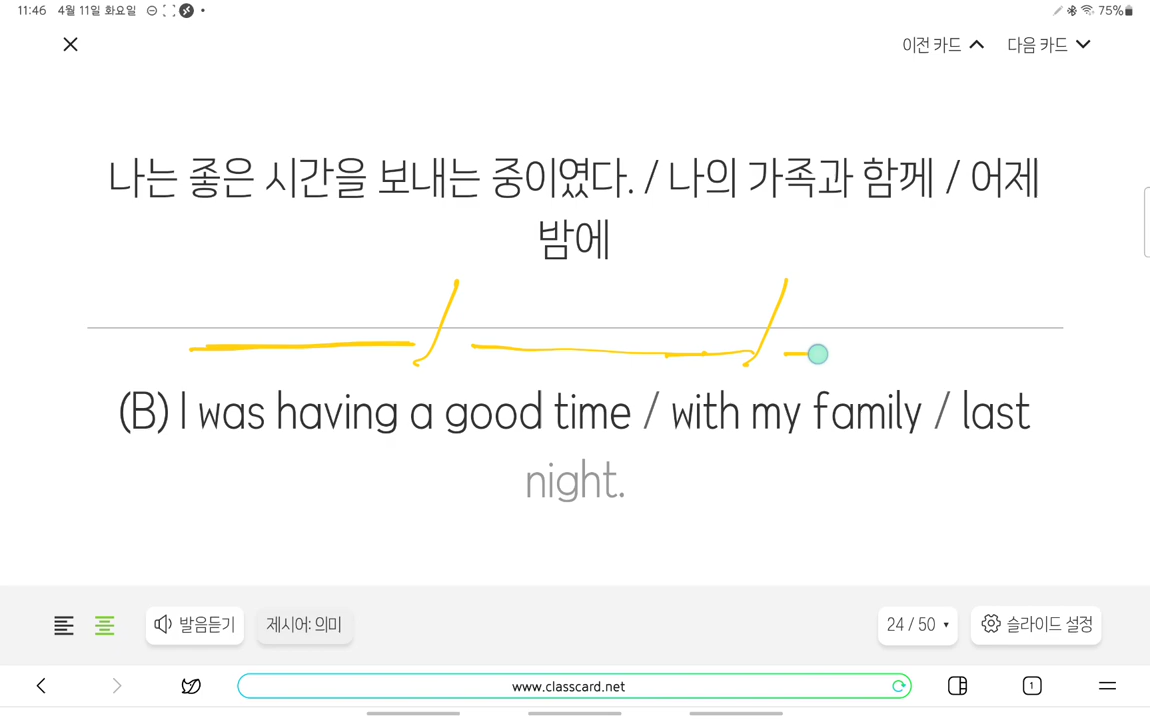 11:46 4월 11일 화요일
75%
이전 카드
다음 카드
나는 좋은 시간을 보내는 중이였다. / 나의 가족과 함께 / 어제
밤에
(B) I was having a good time / with my family / last
night.
발음듣기
제시어: 의미
24 / 50
슬라이드 설정
www.classcard.net
1